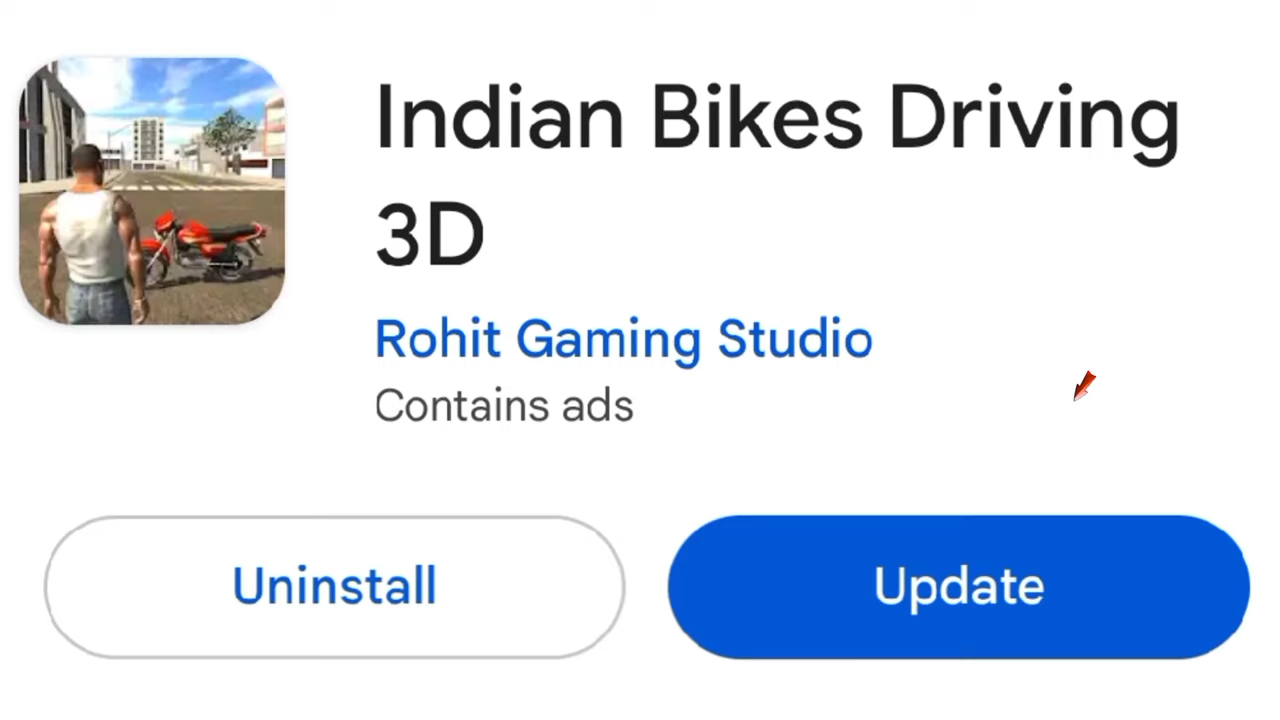 Indian Bikes Driving
3D
Rohit Gaming Studio
Contains ads
Uninstall
Update